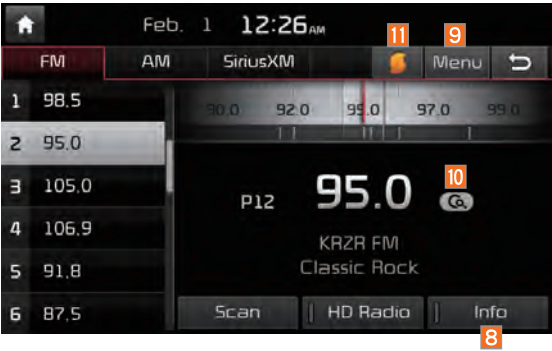 Feb. 1 12:26 AM
11
9
FM AM SiriusXM Menu
1 98.5
90.0 92.0 95.0 97.0 99.0
2 95.0
3 105.0
P12 95.0
10
4 106.9
KRZR FM
5 91.8
Classic Rock
6 87.5
Scan HD Radio Info
8